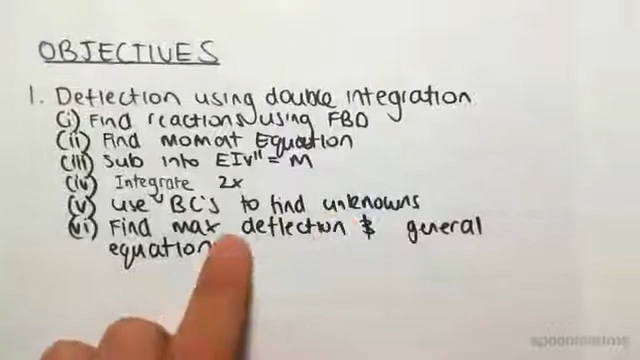 OBJECTIVES
1. Deflection using double integration
(i) Find reactions using FBD
(ii) Find Moment Equation
(iii) Sub into EIv" = M
(iv) Integrate 2x
(v) use BC's to find unknowns
(vi) Find max deflection & general
equation